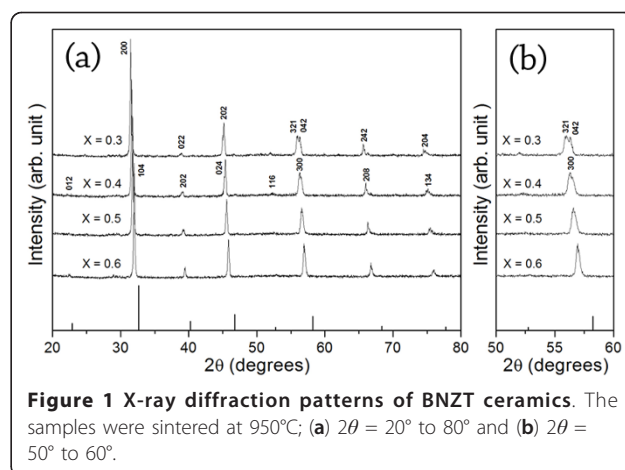 (a)
(b)
Intensity (arb. unit)
200
X = 0.3
022
202
321
042
242
204
012
X = 0.4
104
202
024
116
300
208
134
X = 0.5
X = 0.6
20 30 40 50 60 70 80
2θ (degrees)
Intensity (arb. unit)
X = 0.3
321
042
X = 0.4
300
X = 0.5
X = 0.6
50 55 60
2θ (degrees)
Figure 1 X-ray diffraction patterns of BNZT ceramics. The
samples were sintered at 950°C; (a) 2θ = 20° to 80° and (b) 2θ =
50° to 60°.